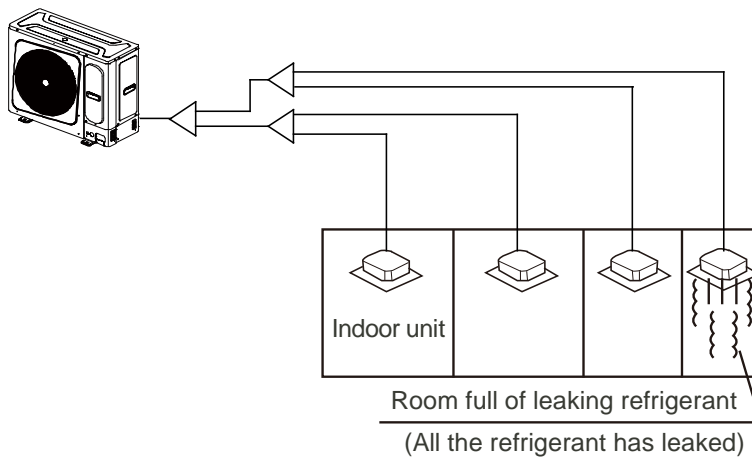 Indoor unit
Room full of leaking refrigerant
(All the refrigerant has leaked)